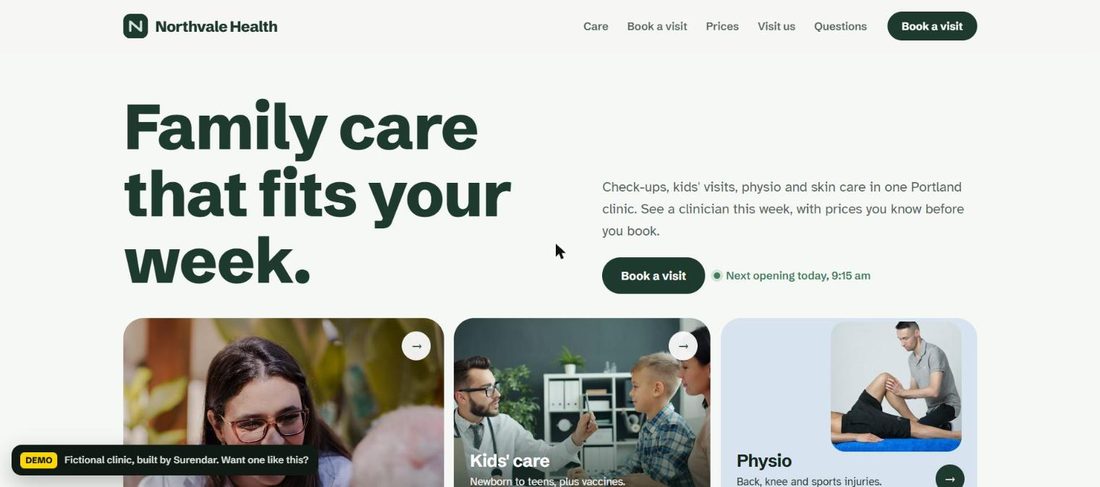 N Northvale Health
Care
Book a visit
Prices
Visit us
Questions
Book a visit
Family care
that fits your
week.
Check-ups, kids' visits, physio and skin care in one Portland
clinic. See a clinician this week, with prices you know before
you book.
Book a visit
Next opening today, 9:15 am
→
→
Kids' care
Newborn to teens, plus vaccines.
Physio
Back, knee and sports injuries.
→
DEMO Fictional clinic, built by Surendar. Want one like this?